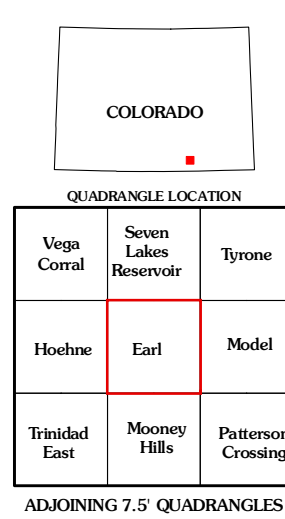 COLORADO
QUADRANGLE LOCATION
Vega
Corral
Seven
Lakes
Reservoir
Tyrone
Hoehne
Earl
Model
Trinidad
East
Mooney
Hills
Patterson
Crossing
ADJOINING 7.5' QUADRANGLES